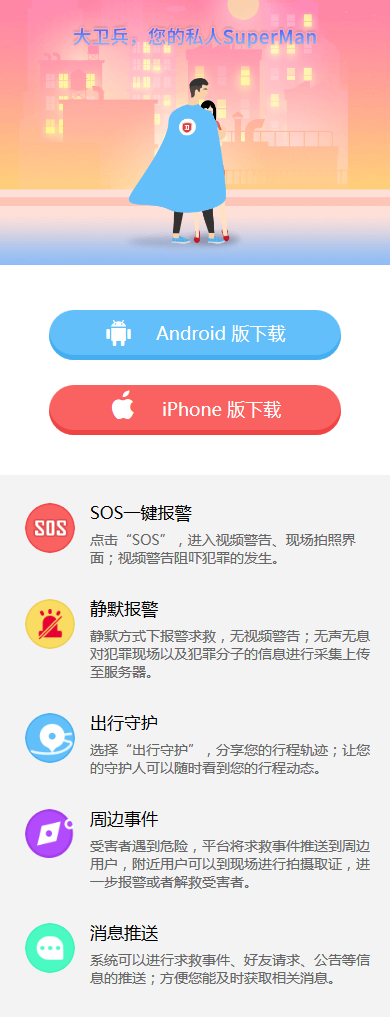 大卫兵，您的私人SuperMan
Android 版下载
iPhone 版下载
SOS
SOS一键报警
点击“SOS”，进入视频警告、现场拍照界
面；视频警告阻吓犯罪的发生。
静默报警
静默方式下报警求救，无视频警告；无声无息
对犯罪现场以及犯罪分子的信息进行采集上传
至服务器。
出行守护
选择“出行守护”，分享您的行程轨迹；让您
的守护人可以随时看到您的行程动态。
周边事件
受害者遇到危险，平台将求救事件推送到周边
用户，附近用户可以到现场进行拍摄取证，进
一步报警或者解救受害者。
消息推送
系统可以进行求救事件、好友请求、公告等信
息的推送；方便您能及时获取相关消息。